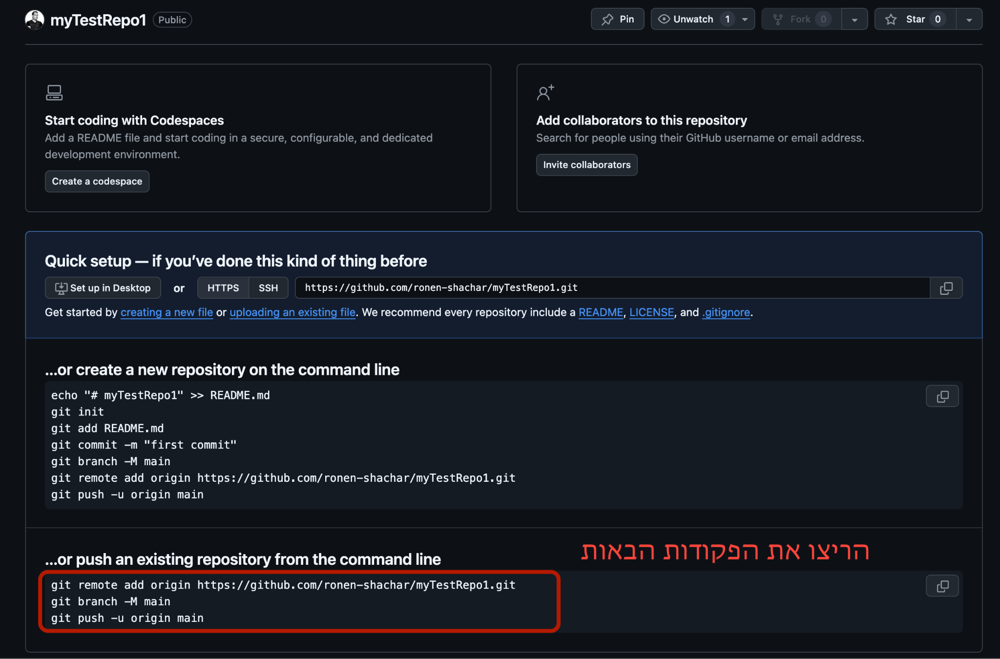 myTestRepo1 Public
Pin
Unwatch 1
Fork 0
Star 0
Start coding with Codespaces
Add a README file and start coding in a secure, configurable, and dedicated
development environment.
Create a codespace
Add collaborators to this repository
Search for people using their GitHub username or email address.
Invite collaborators
Quick setup — if you’ve done this kind of thing before
Set up in Desktop or HTTPS SSH https://github.com/ronen-shachar/myTestRepo1.git
Get started by creating a new file or uploading an existing file. We recommend every repository include a README, LICENSE, and .gitignore.
…or create a new repository on the command line
echo "# myTestRepo1" >> README.md
git init
git add README.md
git commit -m "first commit"
git branch -M main
git remote add origin https://github.com/ronen-shachar/myTestRepo1.git
git push -u origin main
הריצו את הפקודות הבאות
…or push an existing repository from the command line
git remote add origin https://github.com/ronen-shachar/myTestRepo1.git
git branch -M main
git push -u origin main